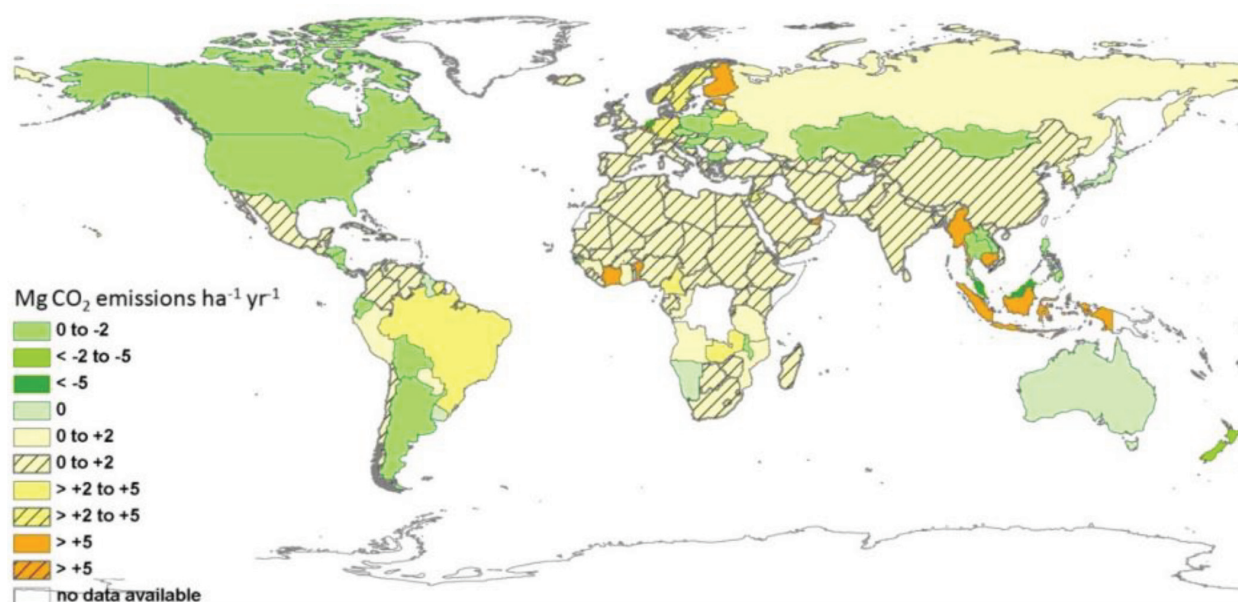 Mg CO₂ emissions ha⁻¹ yr⁻¹
0 to -2
< -2 to -5
< -5
0
0 to +2
0 to +2
> +2 to +5
> +2 to +5
> +5
> +5
no data available